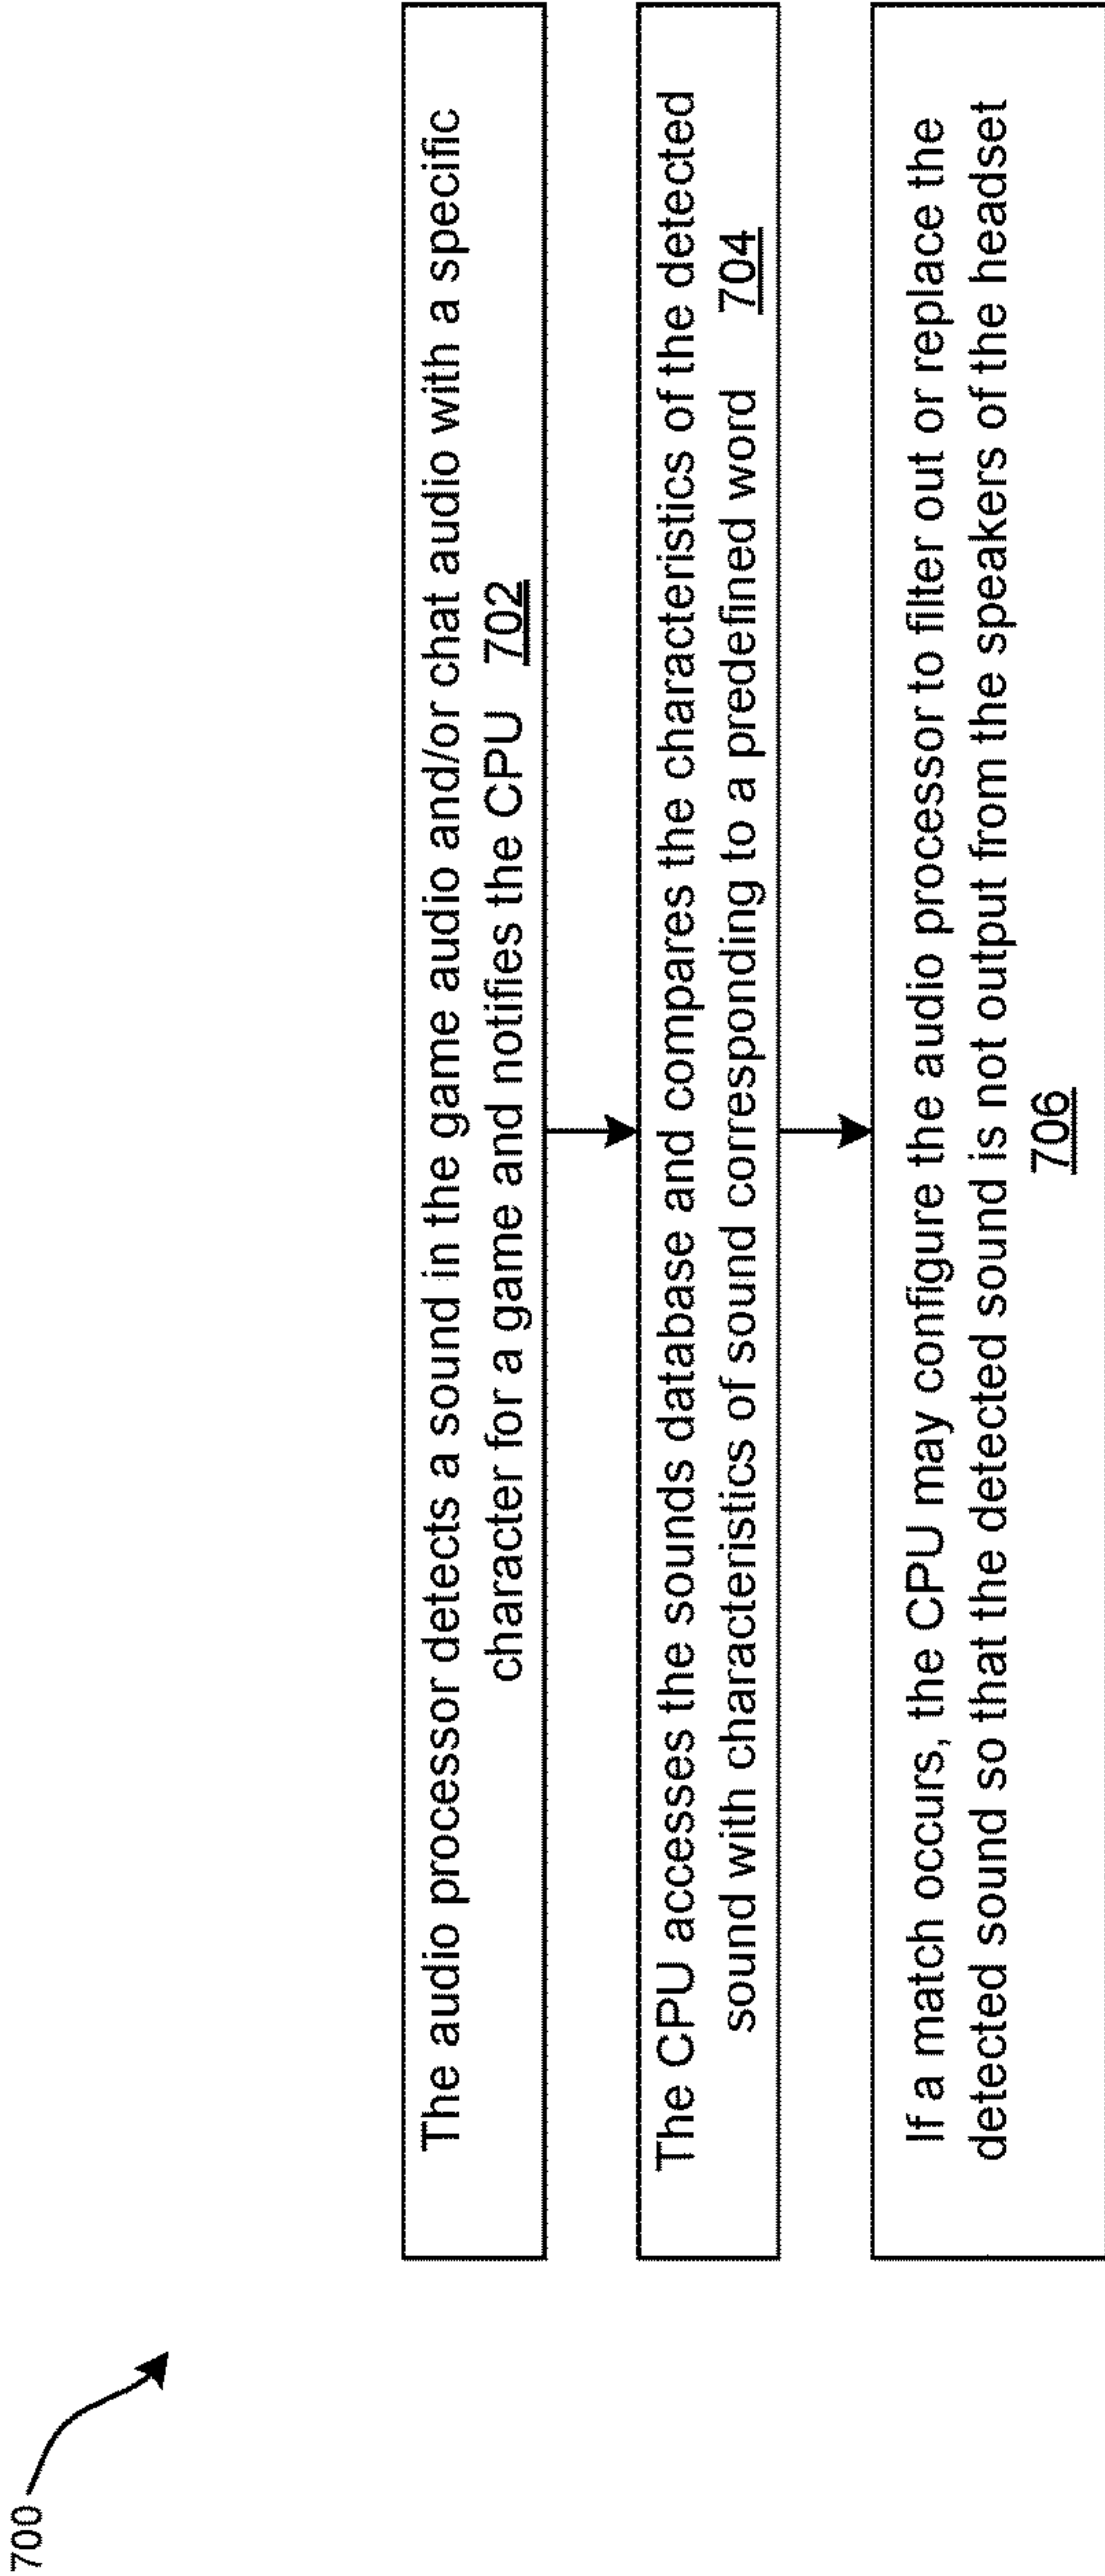 700
The audio processor detects a sound in the game audio and/or chat audio with a specific
character for a game and notifies the CPU 702
The CPU accesses the sounds database and compares the characteristics of the detected
sound with characteristics of sound corresponding to a predefined word 704
If a match occurs, the CPU may configure the audio processor to filter out or replace the
detected sound so that the detected sound is not output from the speakers of the headset
706